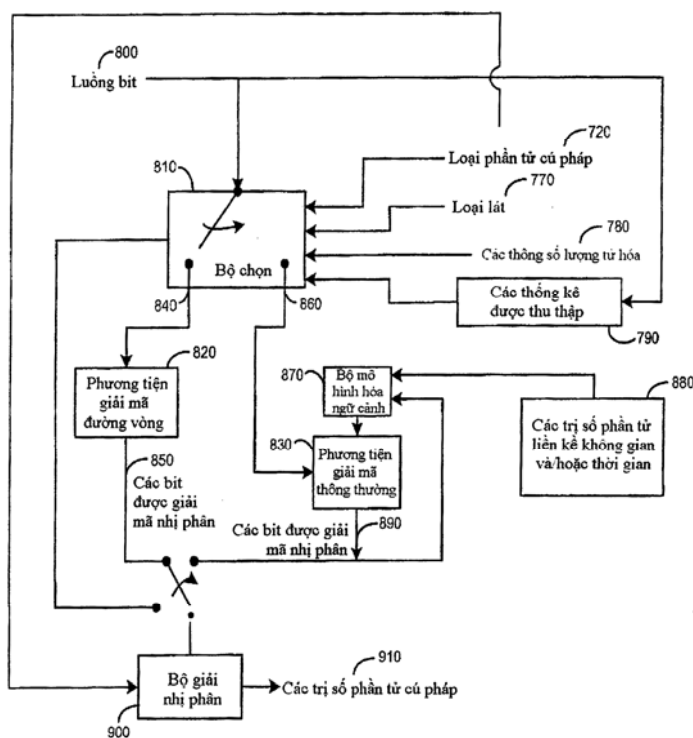 800
Luồng bit
720
Loại phần tử cú pháp
810
770
Loại lát
780
Các thông số lượng tử hóa
Bộ chọn
840
860
Các thống kê
được thu thập
790
820
Phương tiện
giải mã
đường vòng
870
Bộ mô
hình hóa
ngữ cảnh
880
Các trị số phần tử
liền kề không gian
và/hoặc thời gian
830
Phương tiện
giải mã
thông thường
850
Các bit
được giải
mã nhị phân
890
Các bit được giải
mã nhị phân
910
Bộ giải
nhị phân
Các trị số phần tử cú pháp
900